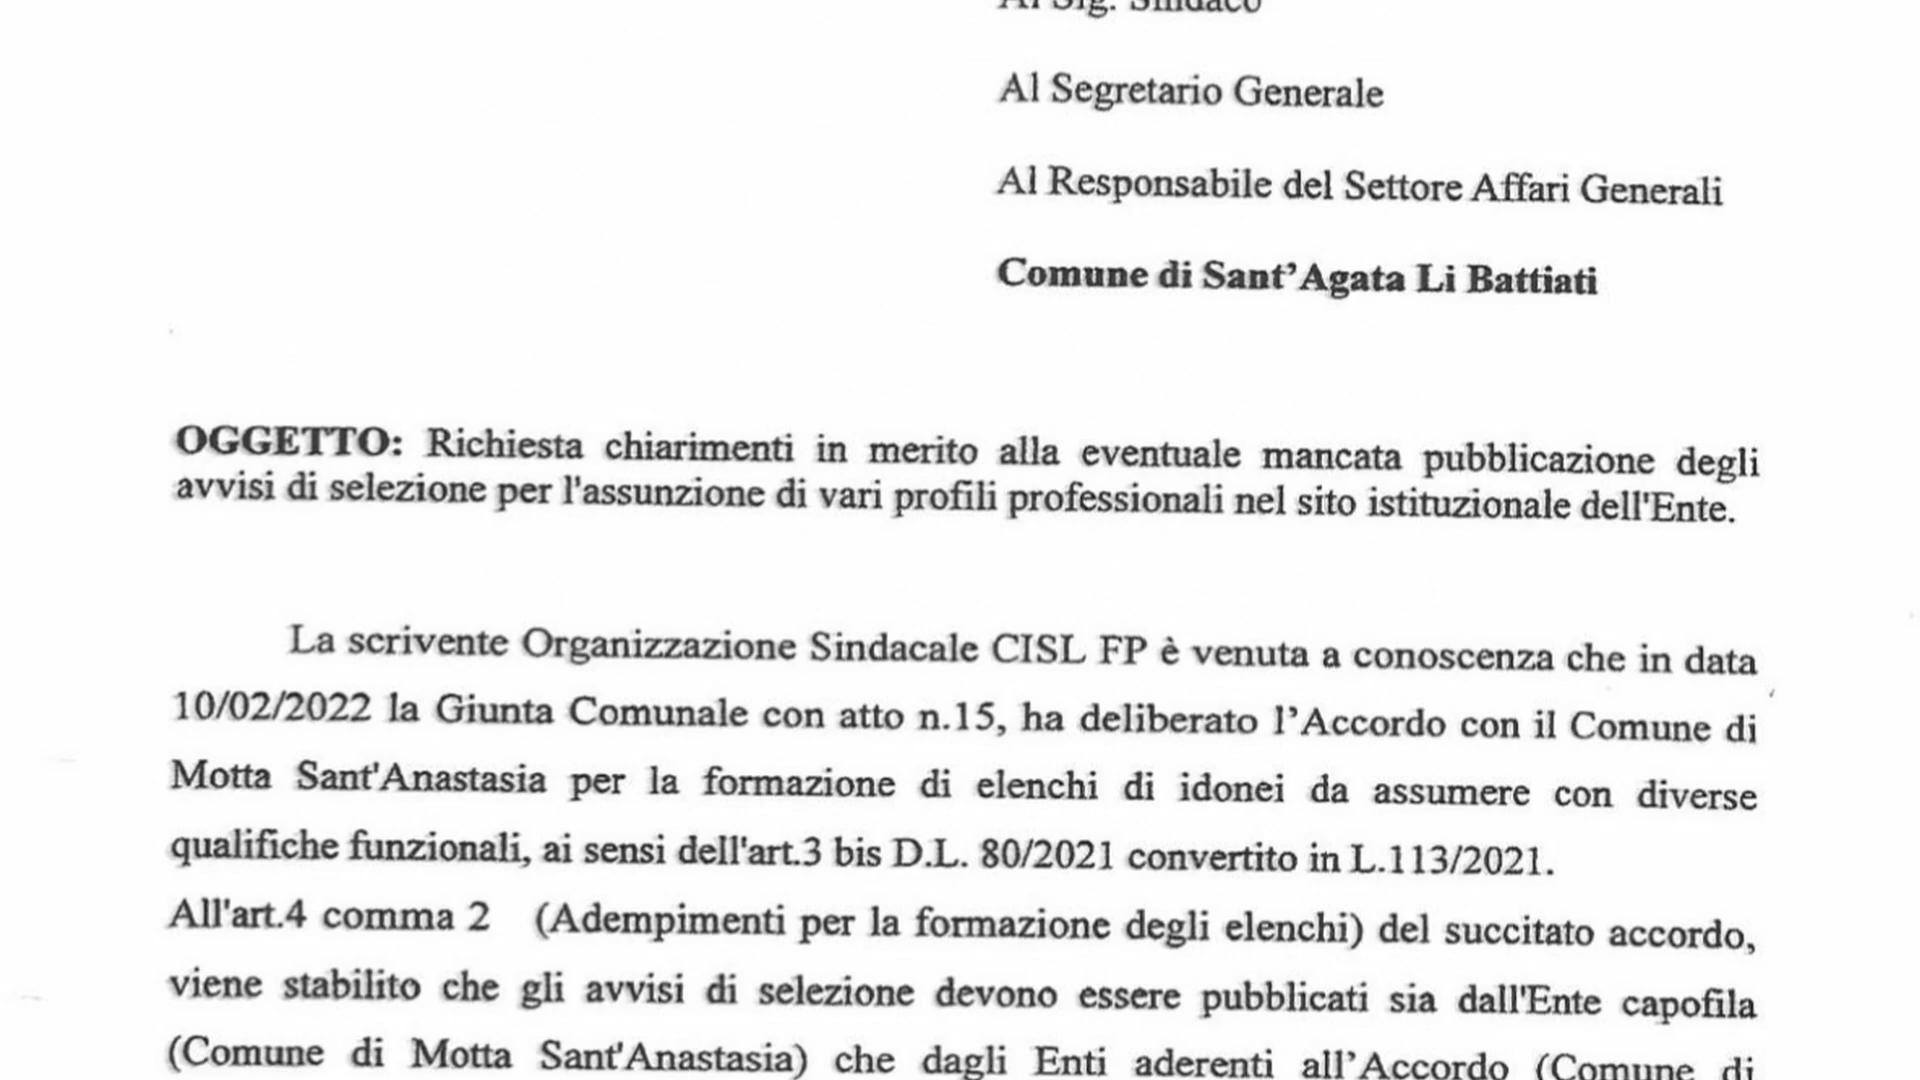 Al Sig. Sindaco
Al Segretario Generale
Al Responsabile del Settore Affari Generali
Comune di Sant’Agata Li Battiati
OGGETTO: Richiesta chiarimenti in merito alla eventuale mancata pubblicazione degli
avvisi di selezione per l'assunzione di vari profili professionali nel sito istituzionale dell'Ente.
La scrivente Organizzazione Sindacale CISL FP è venuta a conoscenza che in data
10/02/2022 la Giunta Comunale con atto n.15, ha deliberato l’Accordo con il Comune di
Motta Sant'Anastasia per la formazione di elenchi di idonei da assumere con diverse
qualifiche funzionali, ai sensi dell'art.3 bis D.L. 80/2021 convertito in L.113/2021.
All'art.4 comma 2 (Adempimenti per la formazione degli elenchi) del succitato accordo,
viene stabilito che gli avvisi di selezione devono essere pubblicati sia dall'Ente capofila
(Comune di Motta Sant'Anastasia) che dagli Enti aderenti all’Accordo (Comune di